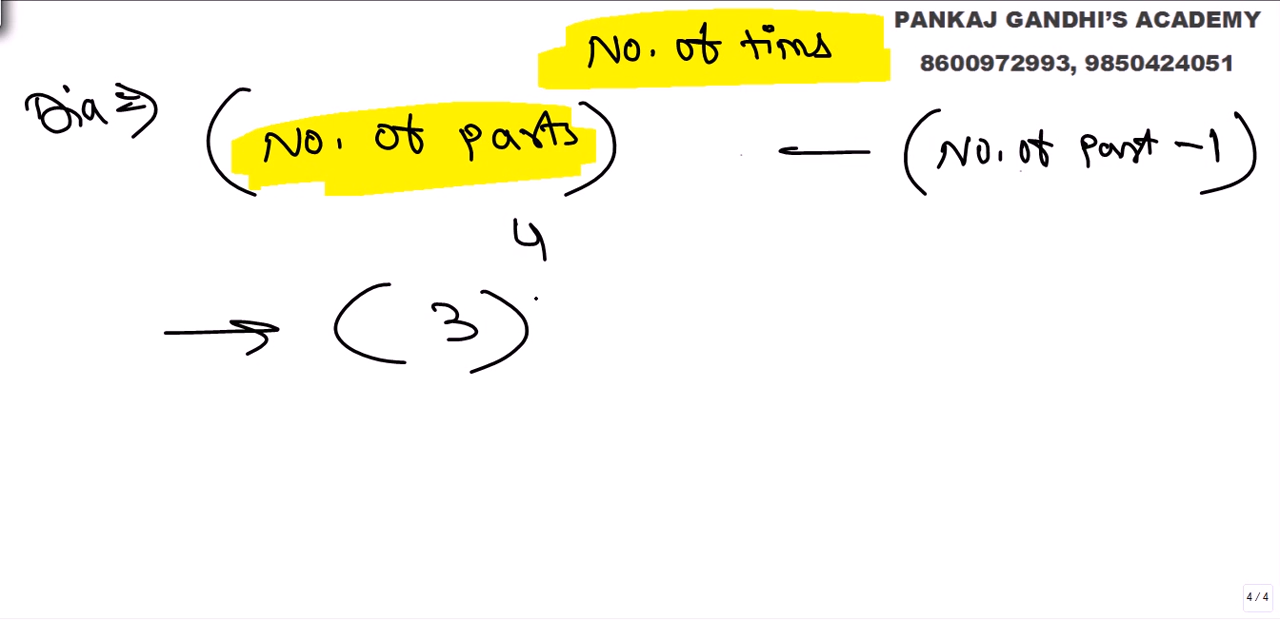 PANKAJ GANDHI'S ACADEMY
8600972993, 9850424051
No. of tims
Dia ⇒ (No. of parts) ← (No. of part -1)
4
→ (3)
4 / 4